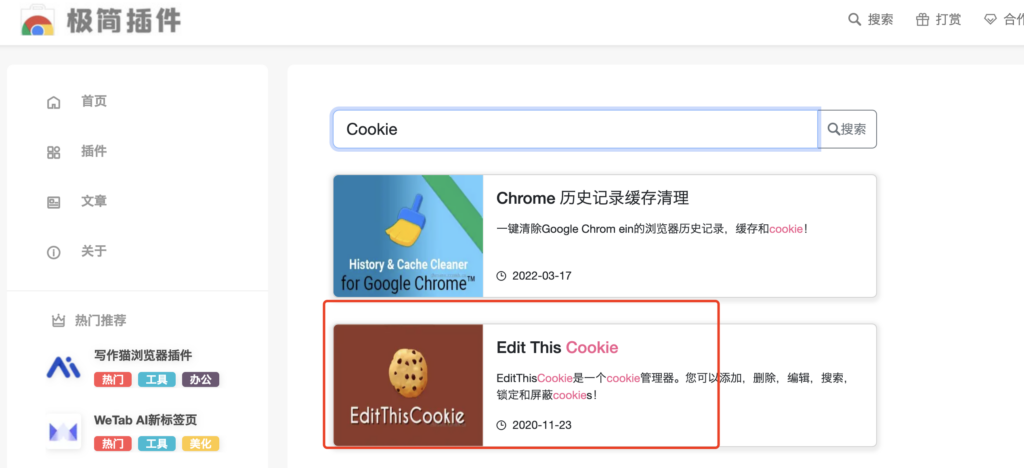 极简插件
搜索
打赏
合作
首页
插件
文章
关于
热门推荐
写作猫浏览器插件
热门 工具 办公
WeTab AI新标签页
热门 工具 美化
Cookie
搜索
History & Cache Cleaner
for Google Chrome™
Chrome 历史记录缓存清理
一键清除Google Chrom ein的浏览器历史记录，缓存和cookie！
2022-03-17
EditThisCookie
Edit This Cookie
EditThisCookie是一个cookie管理器。您可以添加，删除，编辑，搜索，
锁定和屏蔽cookies！
2020-11-23